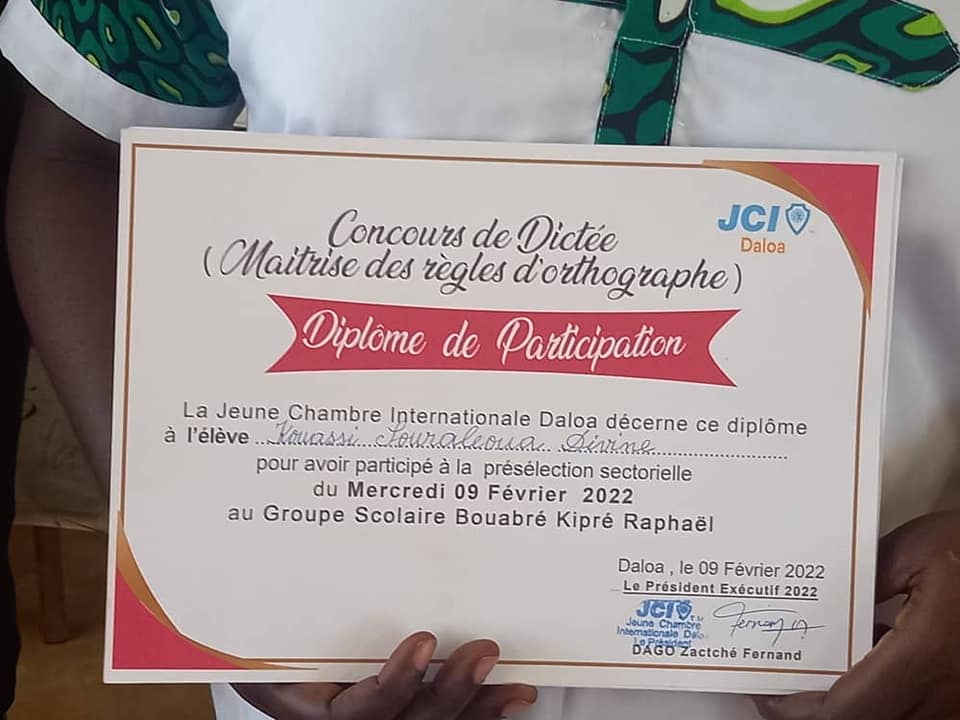 JCI
Daloa
Concours de Dictée
(Maitrise des règles d'orthographe)
Diplôme de Participation
La Jeune Chambre Internationale Daloa décerne ce diplôme
à l'élève Kouassi Souraleoua Divine
pour avoir participé à la présélection sectorielle
du Mercredi 09 Février 2022
au Groupe Scolaire Bouabré Kipré Raphaël
Daloa , le 09 Février 2022
Le Président Exécutif 2022
JCI
Jeune Chambre
Internationale
Le Président
DAGO Zactché Fernand